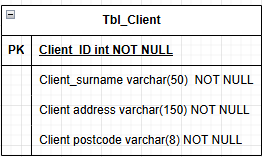 Tbl_Client
PK Client_ID int NOT NULL
Client_surname varchar(50)  NOT NULL
Client address varchar(150) NOT NULL
Client postcode varchar(8) NOT NULL